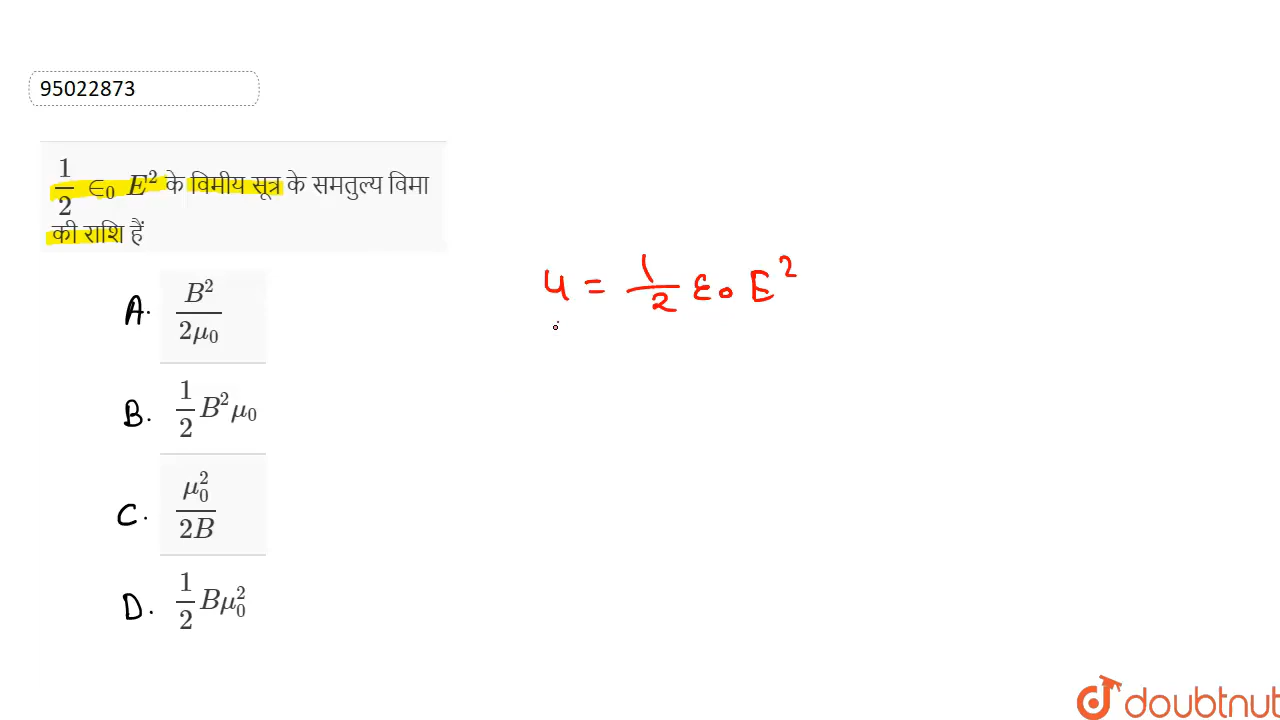 95022873
1/2 ∈₀ E² के विमीय सूत्र के समतुल्य विमा
की राशि हैं
A. B²/2μ₀
B. 1/2 B²μ₀
C. μ₀²/2B
D. 1/2 Bμ₀²
u = 1/2 ε₀ E²
doubtnut